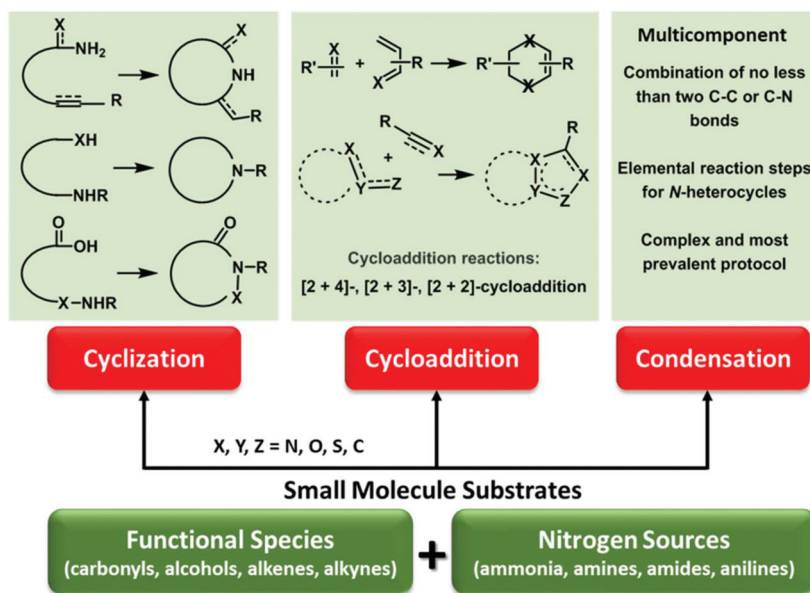 X
NH2
R
X
NH
R
XH
NHR
N
R
O
OH
X
NHR
O
N
R
X
X
R'
+
X
R
R'
X
X
R
X
Y
Z
+
R
X
R
X
Y
Z
X
Cycloaddition reactions:
[2 + 4]-, [2 + 3]-, [2 + 2]-cycloaddition
Multicomponent
Combination of no less
than two C-C or C-N
bonds
Elemental reaction steps
for N-heterocycles
Complex and most
prevalent protocol
Cyclization
Cycloaddition
Condensation
X, Y, Z = N, O, S, C
Small Molecule Substrates
Functional Species
(carbonyls, alcohols, alkenes, alkynes)
+
Nitrogen Sources
(ammonia, amines, amides, anilines)